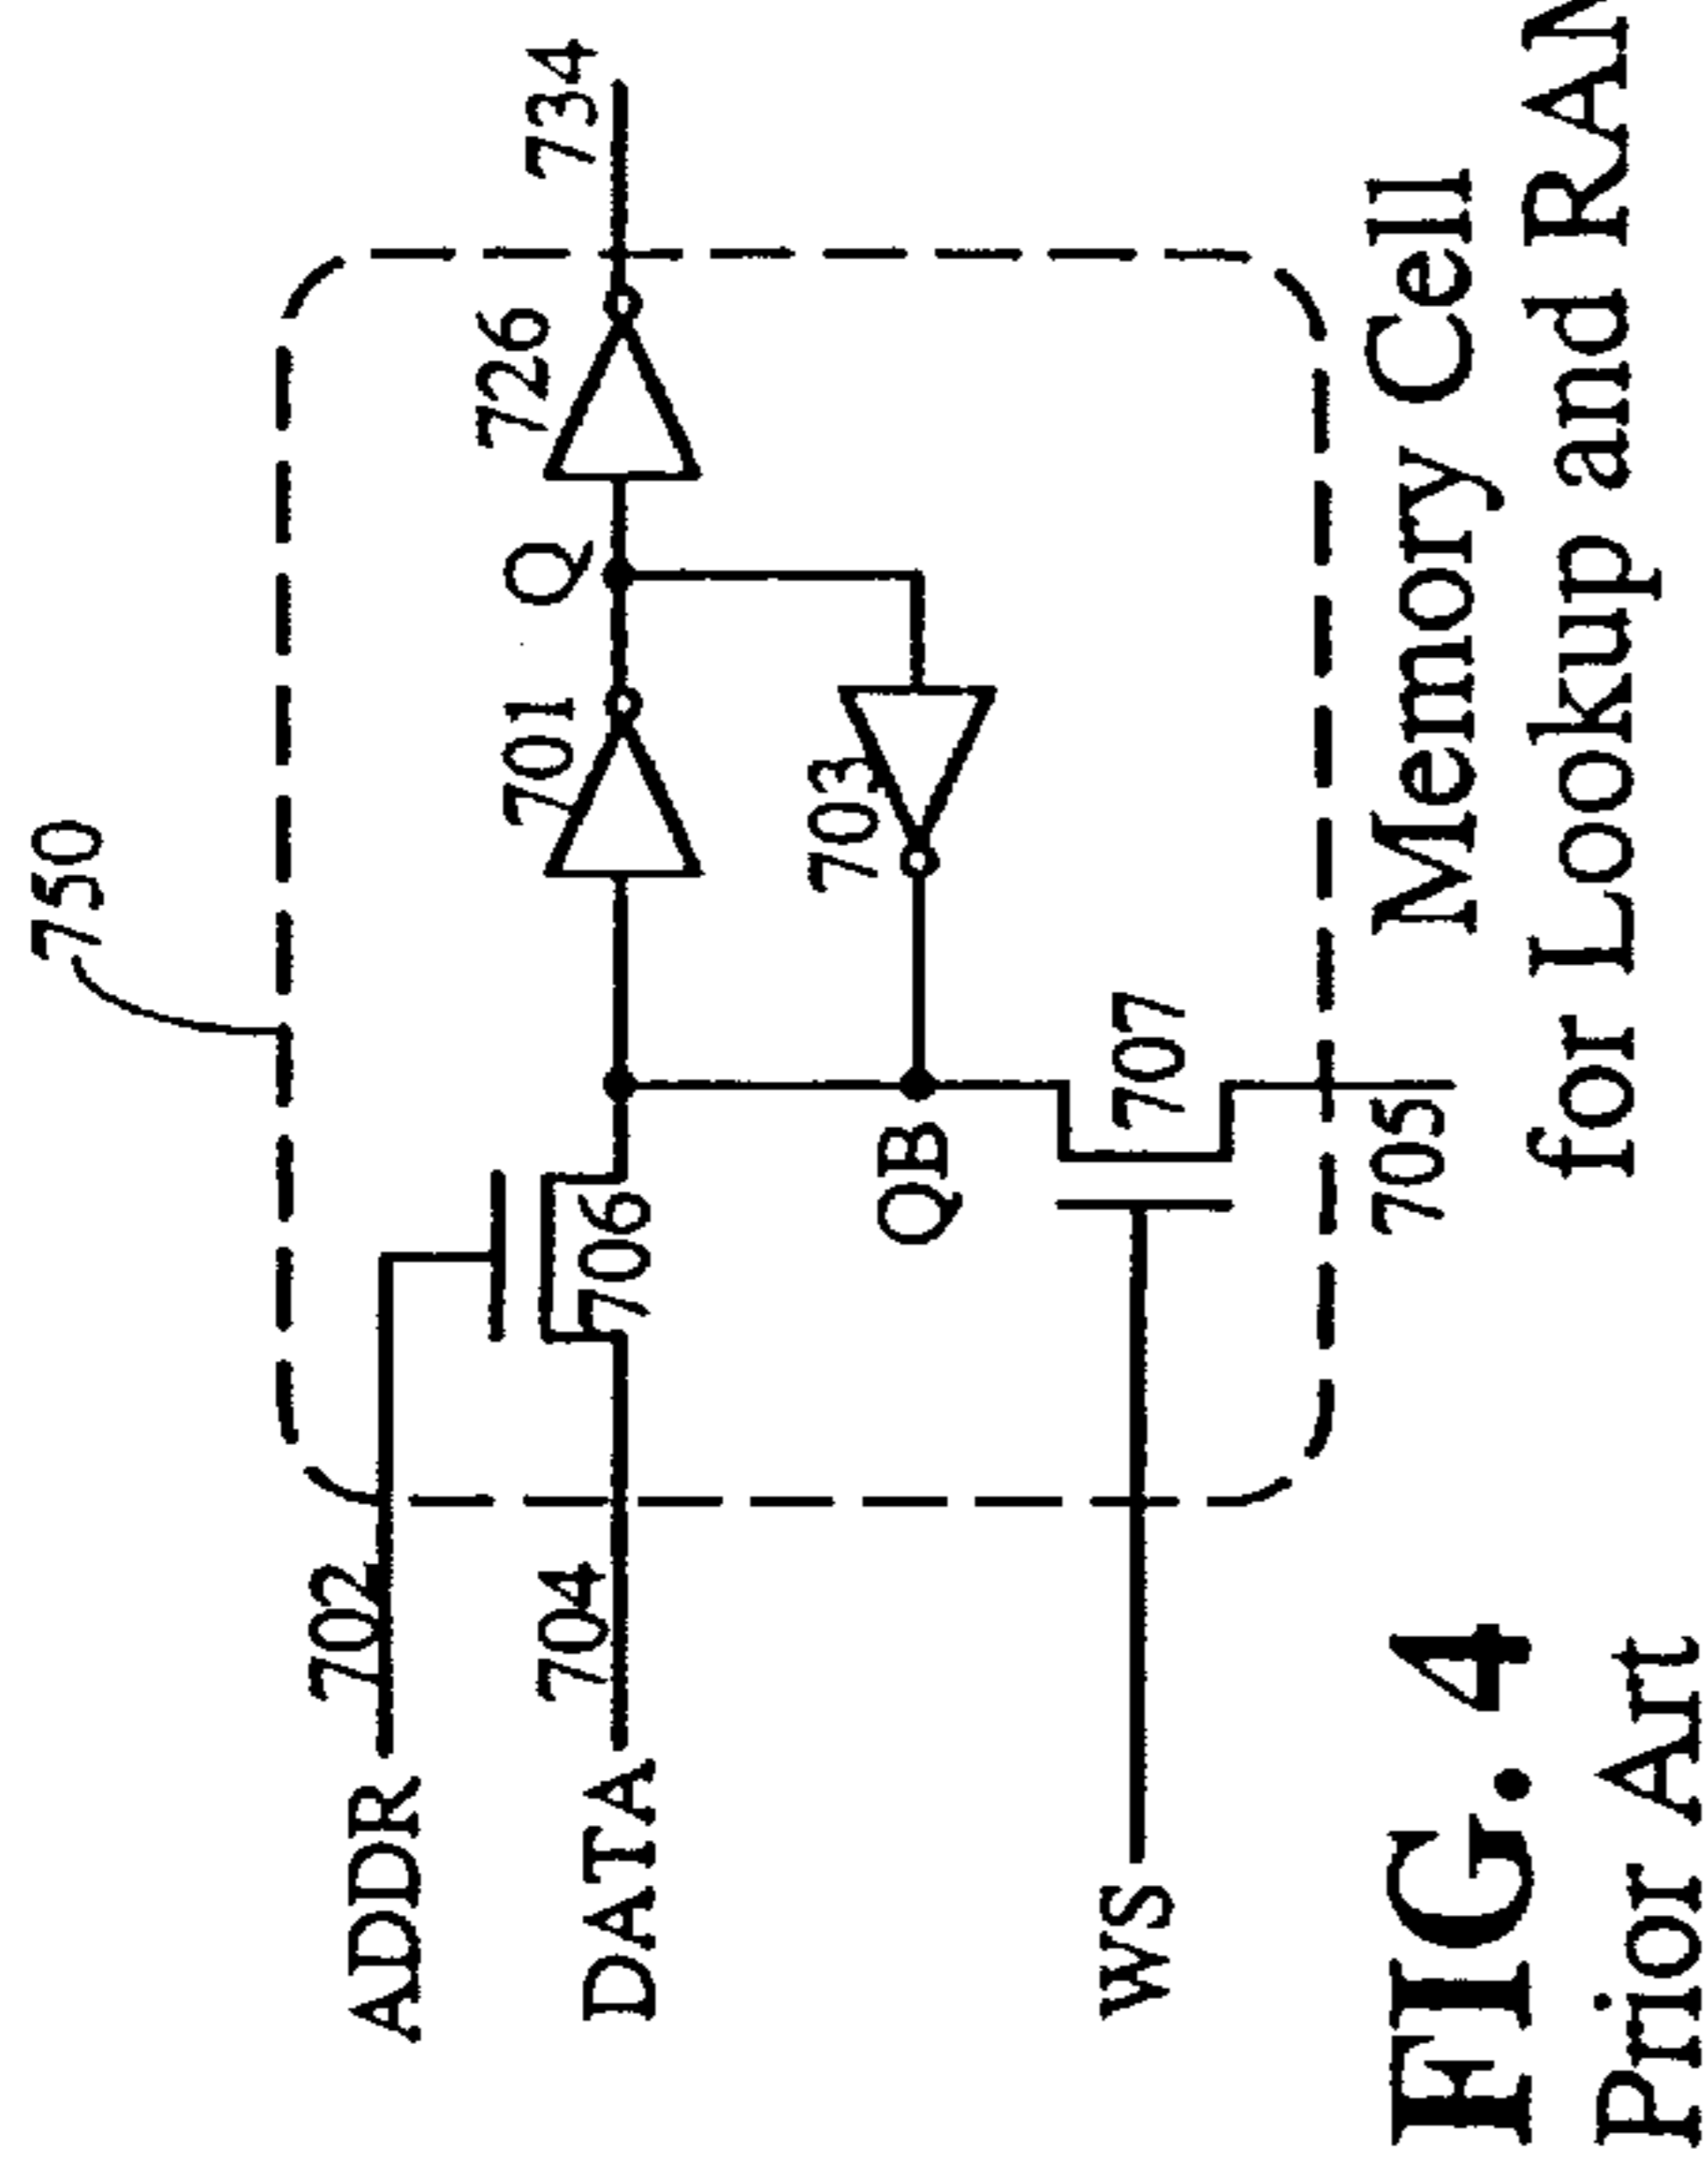 750
ADDR 702
DATA 704
706
701
Q
726
734
703
QB
WS
707
705
FIG. 4
Prior Art
Memory Cell
for Lookup and